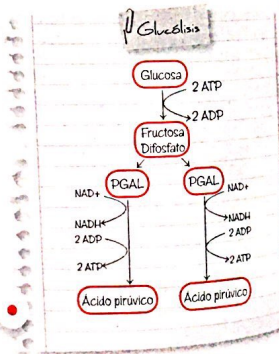 Glucólisis
Glucosa
2 ATP
2 ADP
Fructosa
Difosfato
PGAL
PGAL
NAD+
NAD+
NADH
NADH
2 ADP
2 ADP
2 ATP
2 ATP
Ácido pirúvico
Ácido pirúvico